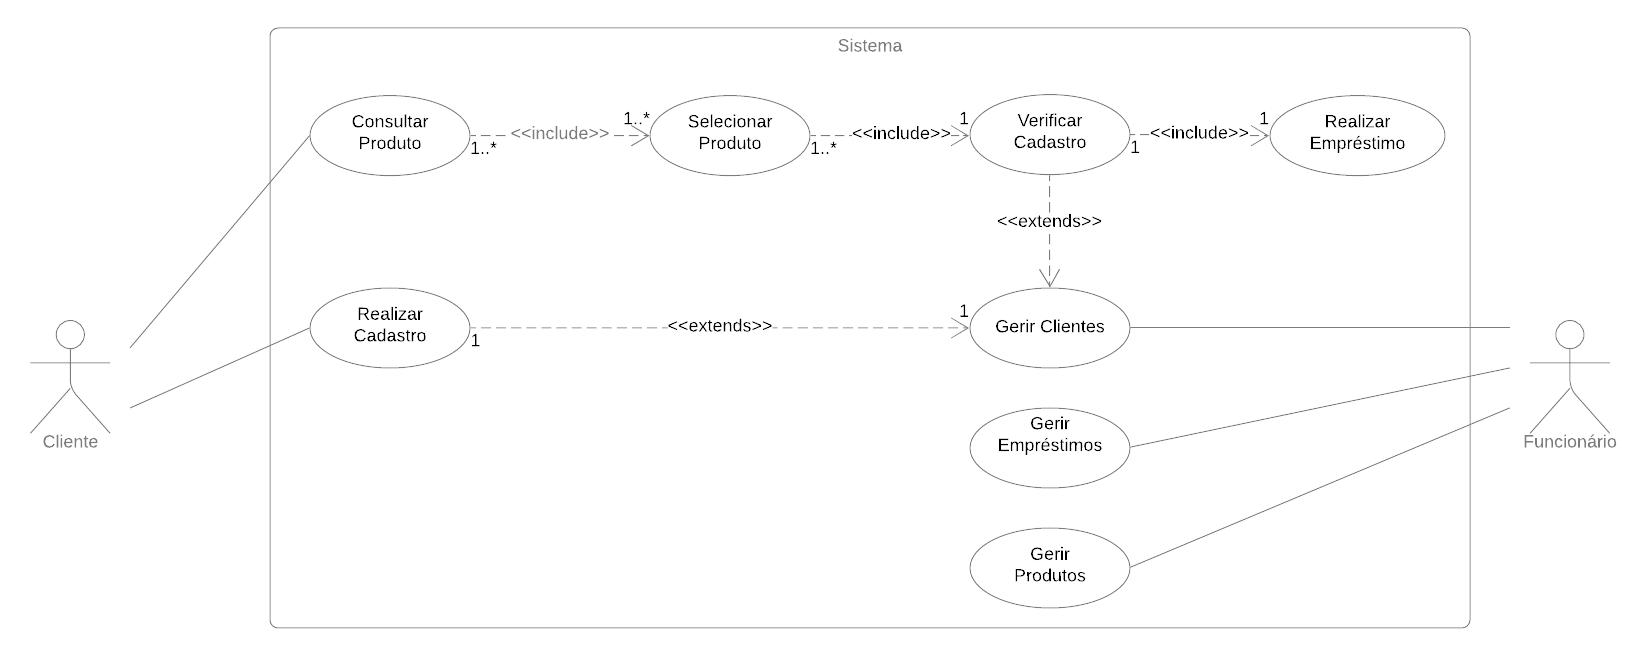 Sistema
Consultar
Produto
1..*
<<include>>
1..*
Selecionar
Produto
1..*
<<include>>
1
Verificar
Cadastro
1
<<include>>
1
Realizar
Empréstimo
<<extends>>
Realizar
Cadastro
1
<<extends>>
1
Gerir Clientes
Gerir
Empréstimos
Gerir
Produtos
Cliente
Funcionário